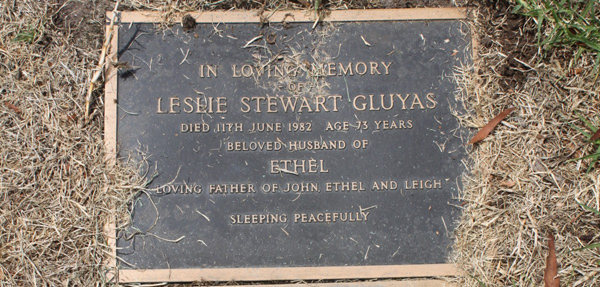 IN LOVING MEMORY
OF
LESLIE STEWART GLUYAS
DIED 11TH JUNE 1982 AGE 73 YEARS
BELOVED HUSBAND OF
ETHEL
LOVING FATHER OF JOHN, ETHEL AND LEIGH
SLEEPING PEACEFULLY